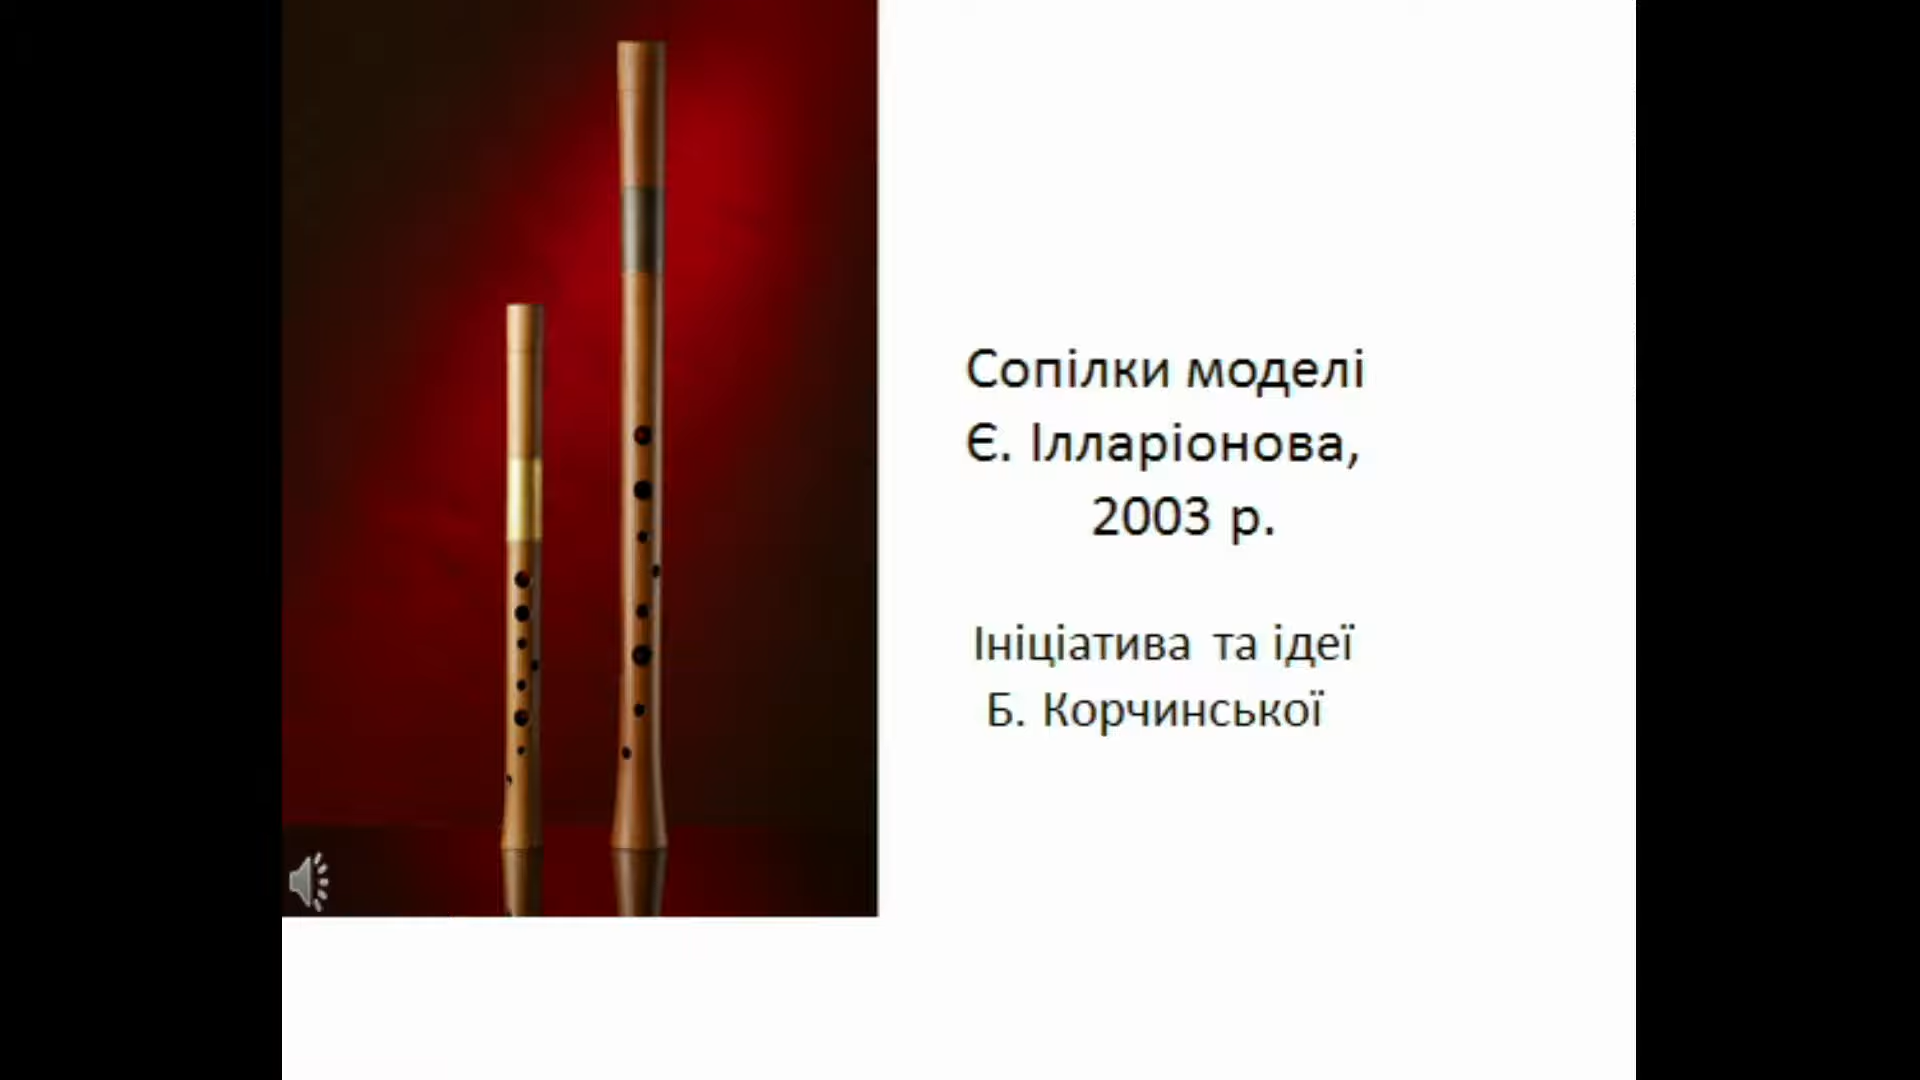 Сопілки моделі
Є. Ілларіонова,
2003 р.
Ініціатива та ідеї
Б. Корчинської